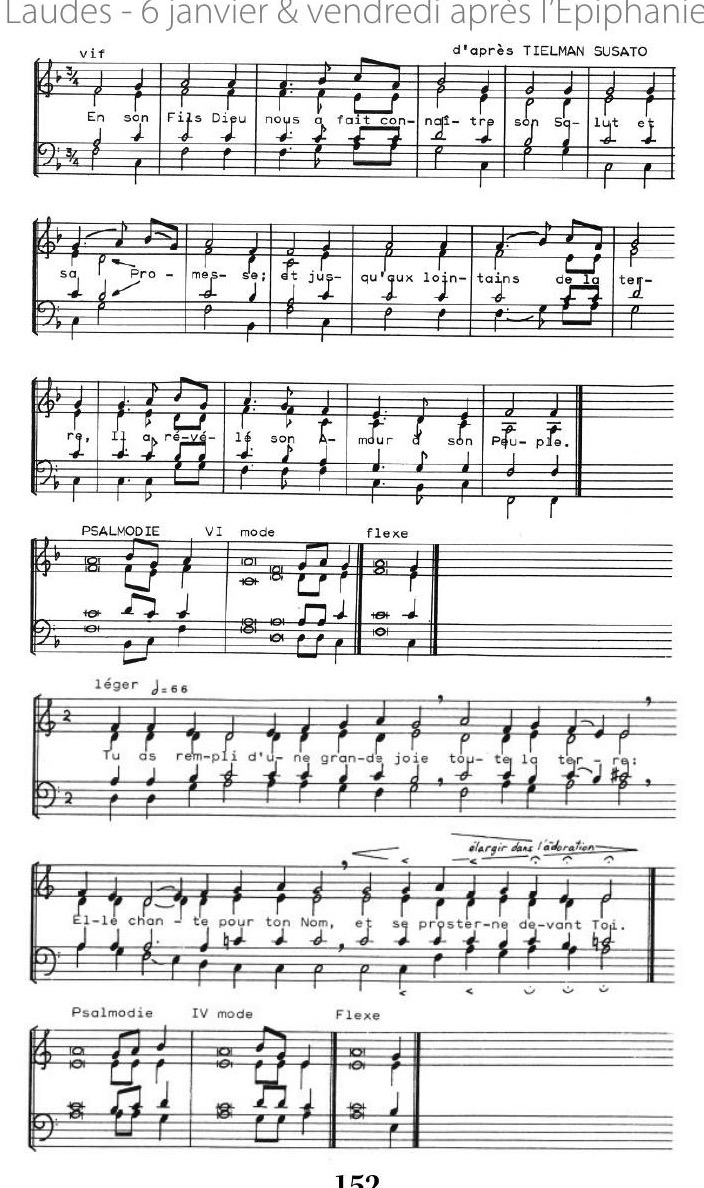 Laudes - 6 janvier & vendredi après l'Epiphanie
vif
d'après TIELMAN SUSATO
En son Fils Dieu nous a fait con- naî- tre son Sa- lut et
sa Pro- mes- se; et jus- qu'aux loin- tains de la ter-
re, Il a ré-vé- lé son A- mour à son Peu- ple.
PSALMODIE VI mode flexe
léger 𝅗𝅥=66
Tu as rem-pli d'u- ne gran-de joie tou- te la ter - re:
élargir dans l'adoration
El-le chan - te pour ton Nom, et se proster-ne de-vant Toi.
Psalmodie IV mode Flexe
152